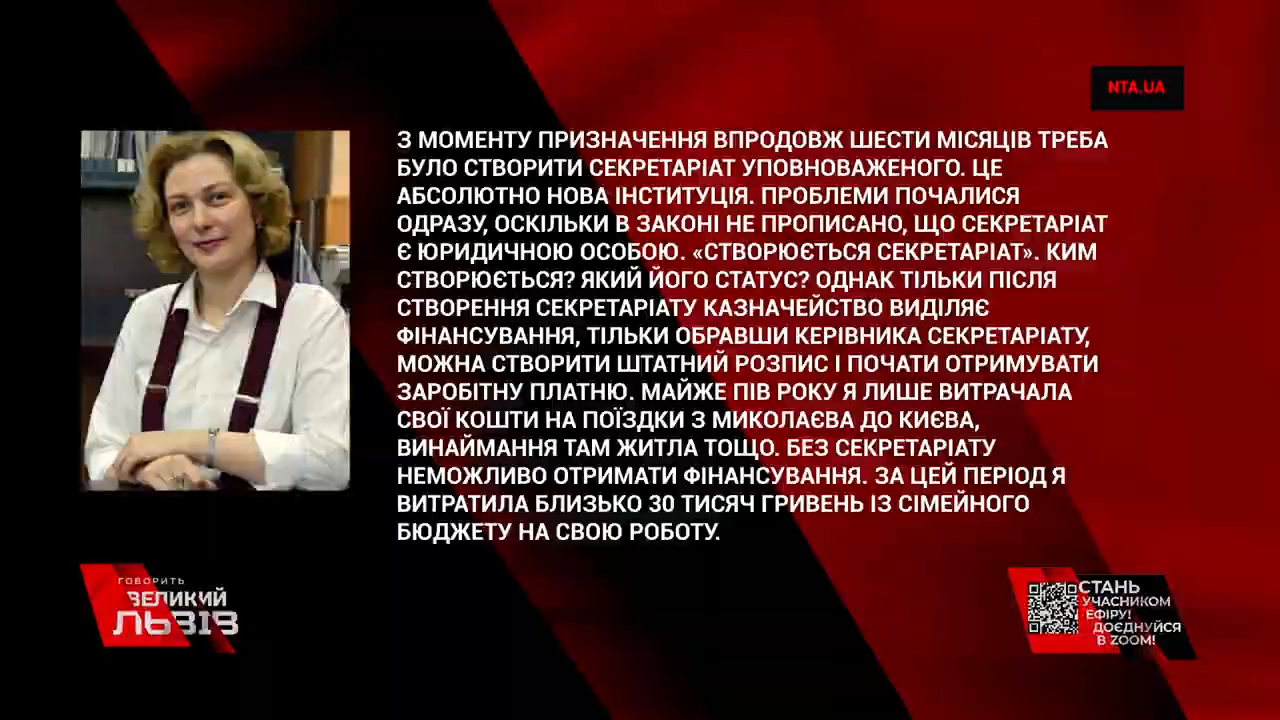 NTA.UA
З МОМЕНТУ ПРИЗНАЧЕННЯ ВПРОДОВЖ ШЕСТИ МІСЯЦІВ ТРЕБА
БУЛО СТВОРИТИ СЕКРЕТАРІАТ УПОВНОВАЖЕНОГО. ЦЕ
АБСОЛЮТНО НОВА ІНСТИТУЦІЯ. ПРОБЛЕМИ ПОЧАЛИСЯ
ОДРАЗУ, ОСКІЛЬКИ В ЗАКОНІ НЕ ПРОПИСАНО, ЩО СЕКРЕТАРІАТ
Є ЮРИДИЧНОЮ ОСОБОЮ. «СТВОРЮЄТЬСЯ СЕКРЕТАРІАТ». КИМ
СТВОРЮЄТЬСЯ? ЯКИЙ ЙОГО СТАТУС? ОДНАК ТІЛЬКИ ПІСЛЯ
СТВОРЕННЯ СЕКРЕТАРІАТУ КАЗНАЧЕЙСТВО ВИДІЛЯЄ
ФІНАНСУВАННЯ, ТІЛЬКИ ОБРАВШИ КЕРІВНИКА СЕКРЕТАРІАТУ,
МОЖНА СТВОРИТИ ШТАТНИЙ РОЗПИС І ПОЧАТИ ОТРИМУВАТИ
ЗАРОБІТНУ ПЛАТНЮ. МАЙЖЕ ПІВ РОКУ Я ЛИШЕ ВИТРАЧАЛА
СВОЇ КОШТИ НА ПОЇЗДКИ З МИКОЛАЄВА ДО КИЄВА,
ВИНАЙМАННЯ ТАМ ЖИТЛА ТОЩО. БЕЗ СЕКРЕТАРІАТУ
НЕМОЖЛИВО ОТРИМАТИ ФІНАНСУВАННЯ. ЗА ЦЕЙ ПЕРІОД Я
ВИТРАТИЛА БЛИЗЬКО 30 ТИСЯЧ ГРИВЕНЬ ІЗ СІМЕЙНОГО
БЮДЖЕТУ НА СВОЮ РОБОТУ.
ГОВОРИТЬ
ВЕЛИКИЙ
ЛЬВІВ
СТАНЬ
УЧАСНИКОМ
ЕФІРУ!
ДОЄДНУЙСЯ
В ZOOM!